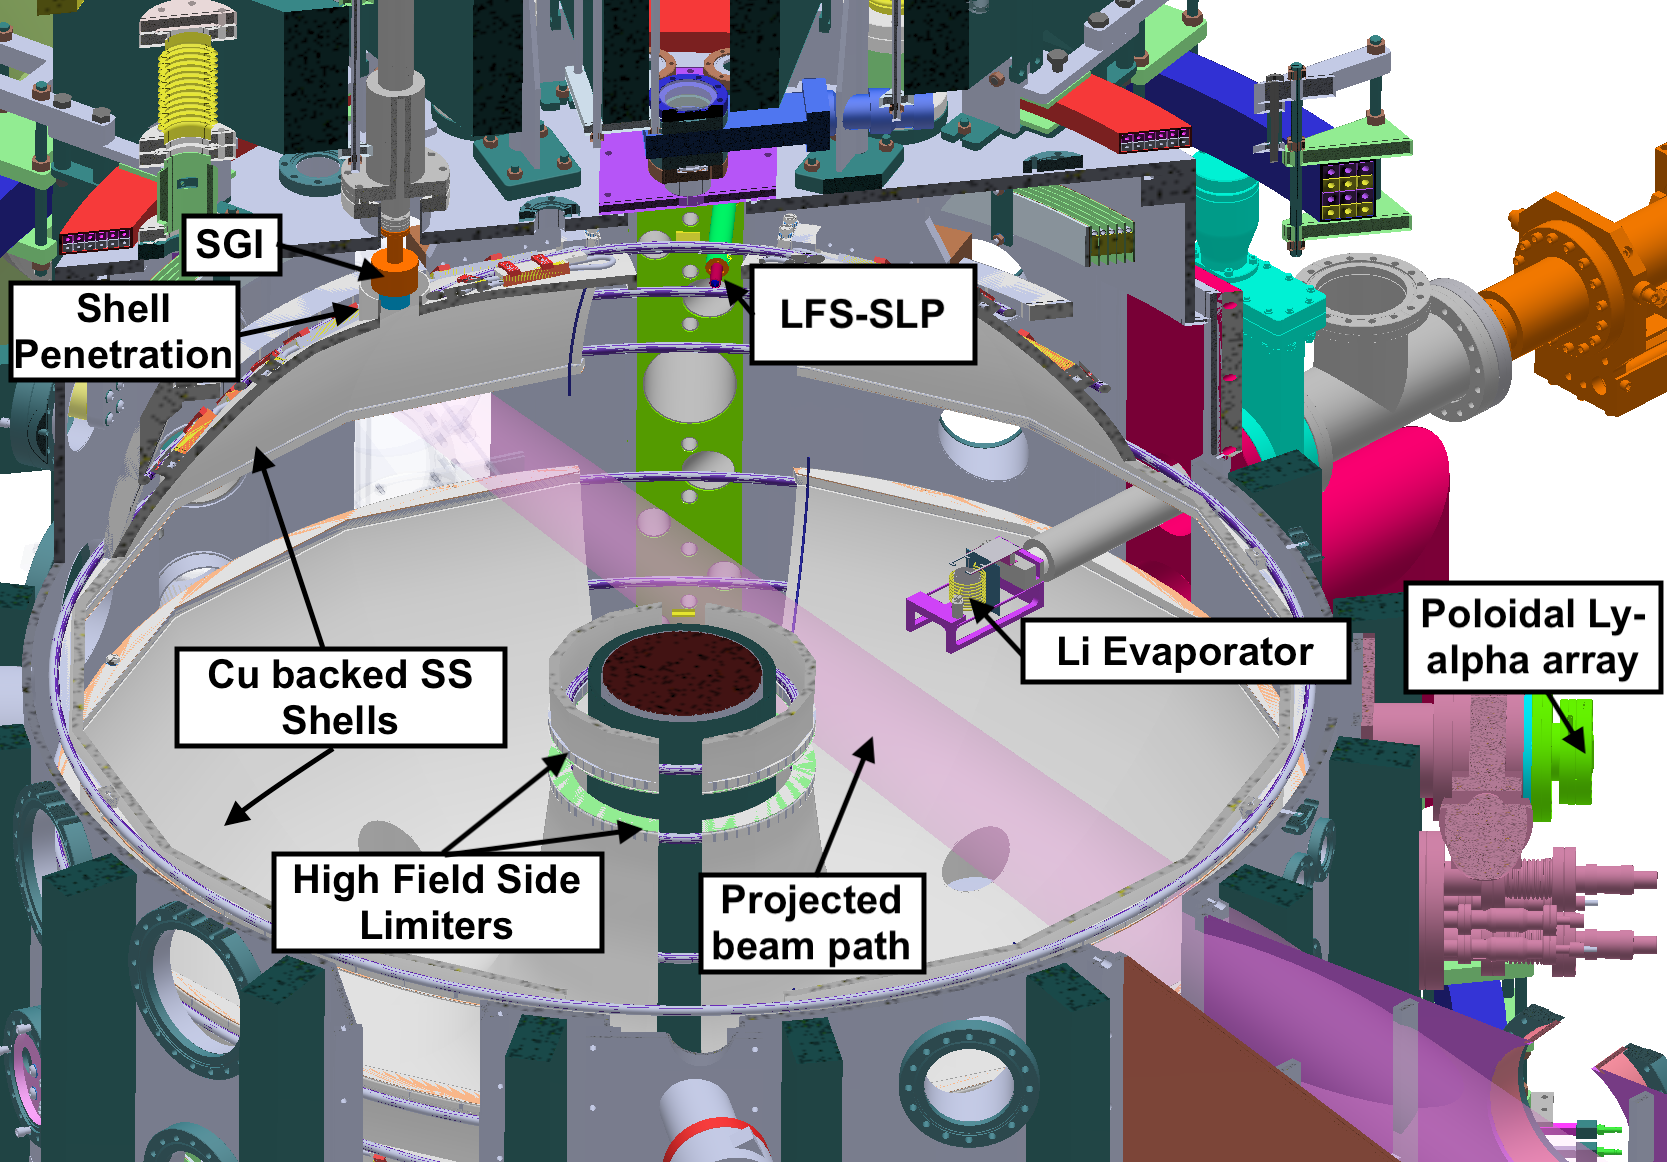 SGI
Shell
Penetration
LFS-SLP
Poloidal Ly-
alpha array
Li Evaporator
Cu backed SS
Shells
High Field Side
Limiters
Projected
beam path